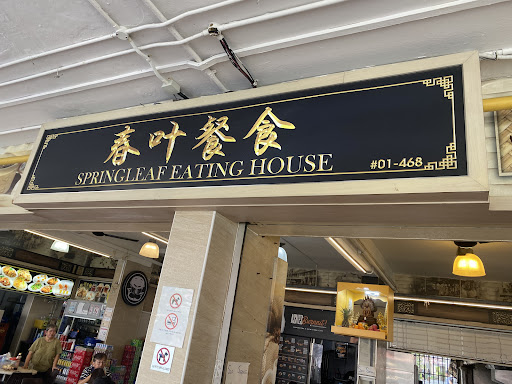 春叶餐食
SPRINGLEAF EATING HOUSE
#01-468